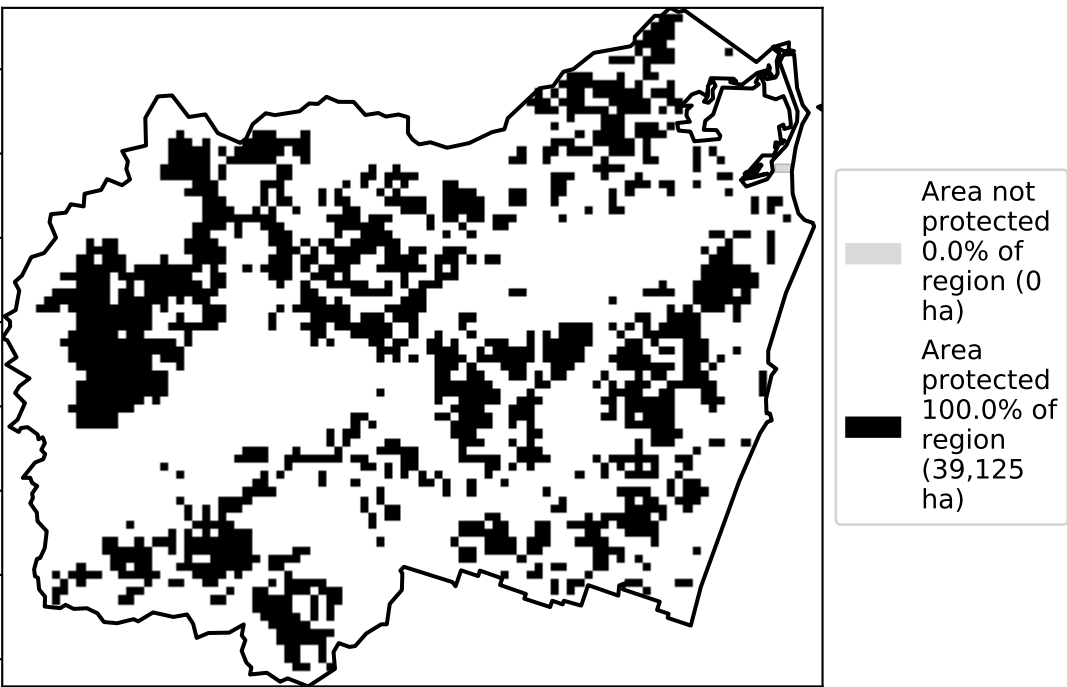 Area not
protected
0.0% of
region (0
ha)
Area
protected
100.0% of
region
(39,125
ha)